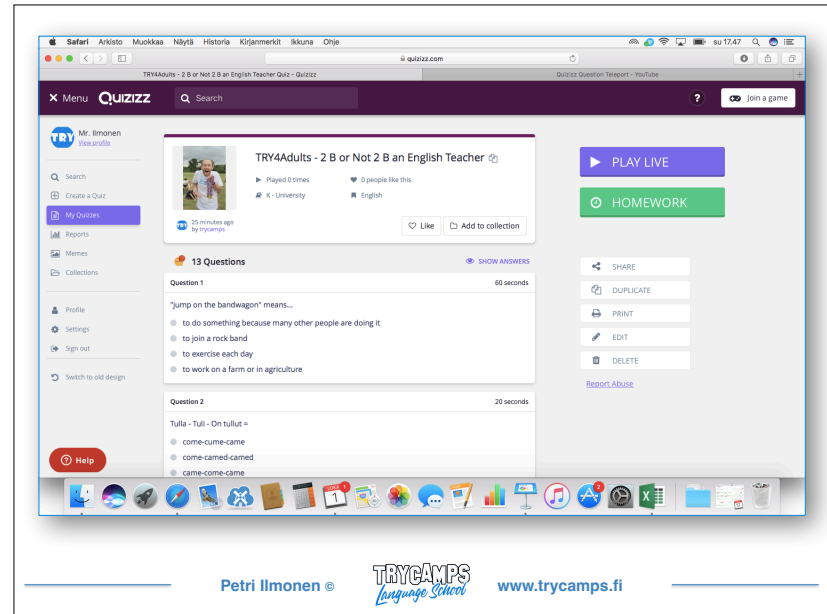 Safari Arkisto Muokkaa Näytä Historia Kirjanmerkit Ikkuna Ohje su 17.47
quizizz.com
TRY4Adults - 2 B or Not 2 B an English Teacher Quiz - Quizizz
Quizizz Question Teleport - YouTube
Menu QUIZIZZ Search ? Join a game
TRY
Mr. Ilmonen
View profile
Search
Create a Quiz
My Quizzes
Reports
Memes
Collections
Profile
Settings
Sign out
Switch to old design
Help
TRY4Adults - 2 B or Not 2 B an English Teacher
Played 0 times 0 people like this
K - University English
TRY
25 minutes ago
by trycamps
Like Add to collection
13 Questions SHOW ANSWERS
Question 1 60 seconds
"jump on the bandwagon" means...
to do something because many other people are doing it
to join a rock band
to exercise each day
to work on a farm or in agriculture
Question 2 20 seconds
Tulla - Tuli - On tullut =
come-cume-came
come-camed-camed
came-come-came
PLAY LIVE
HOMEWORK
SHARE
DUPLICATE
PRINT
EDIT
DELETE
Report Abuse
1
1
2
Petri Ilmonen © TRYCAMPS Language School www.trycamps.fi